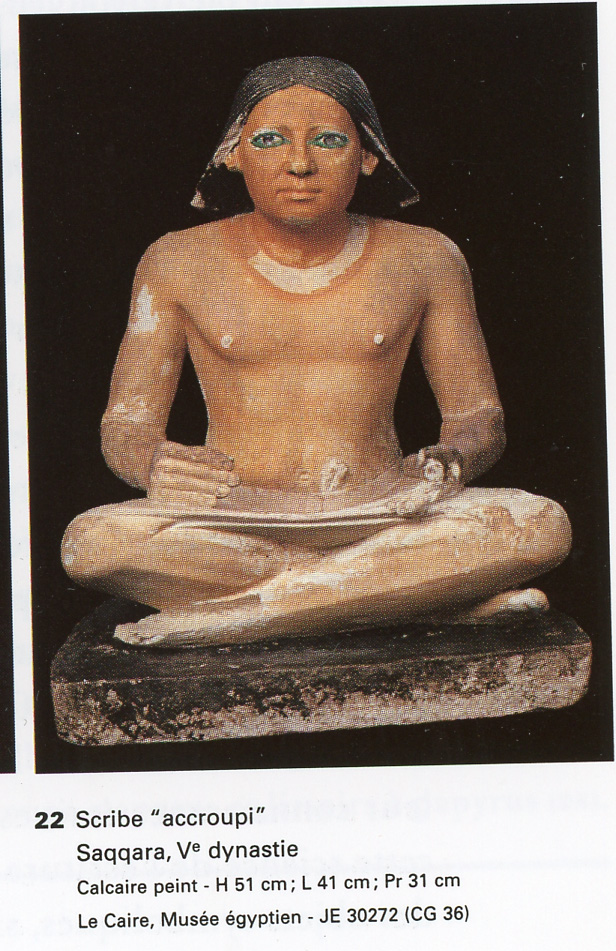 22 Scribe "accroupi"
Saqqara, Vᵉ dynastie
Calcaire peint - H 51 cm ; L 41 cm ; Pr 31 cm
Le Caire, Musée égyptien - JE 30272 (CG 36)